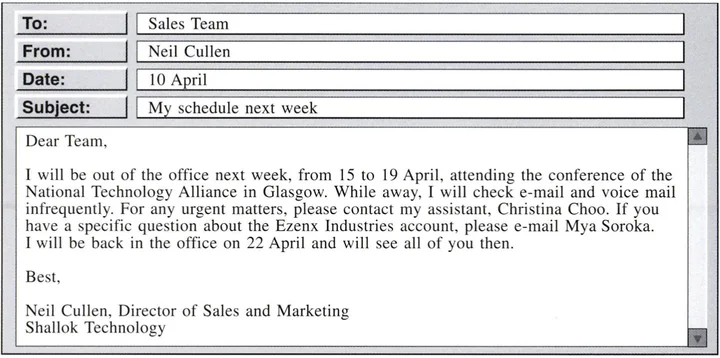 To: Sales Team
From: Neil Cullen
Date: 10 April
Subject: My schedule next week
Dear Team,
I will be out of the office next week, from 15 to 19 April, attending the conference of the
National Technology Alliance in Glasgow. While away, I will check e-mail and voice mail
infrequently. For any urgent matters, please contact my assistant, Christina Choo. If you
have a specific question about the Ezenx Industries account, please e-mail Mya Soroka.
I will be back in the office on 22 April and will see all of you then.
Best,
Neil Cullen, Director of Sales and Marketing
Shallok Technology